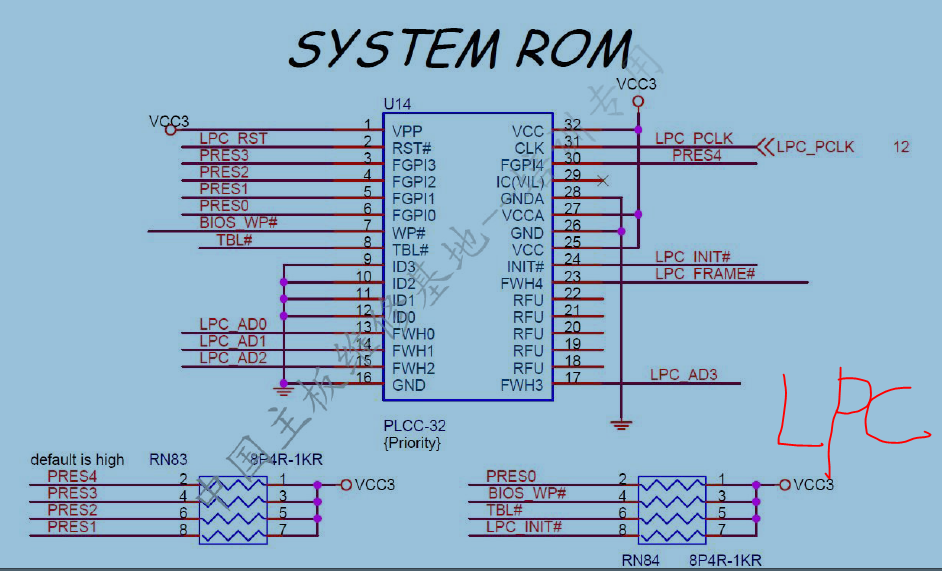 SYSTEM ROM
VCC3
U14
VCC3
1 VPP VCC 32
LPC_RST 2 RST# CLK 31 LPC_PCLK LPC_PCLK 12
PRES3 3 FGPI3 FGPI4 30 PRES4
PRES2 4 FGPI2 IC(VIL) 29
PRES1 5 FGPI1 GNDA 28
PRES0 6 FGPI0 VCCA 27
BIOS_WP# 7 WP# GND 26
TBL# 8 TBL# VCC 25
9 ID3 INIT# 24 LPC_INIT#
10 ID2 FWH4 23 LPC_FRAME#
11 ID1 RFU 22
12 ID0 RFU 21
LPC_AD0 13 FWH0 RFU 20
LPC_AD1 14 FWH1 RFU 19
LPC_AD2 15 FWH2 RFU 18
16 GND FWH3 17 LPC_AD3
PLCC-32
{Priority}
LPC
default is high RN83 8P4R-1KR
PRES4 2 1 VCC3
PRES3 4 3
PRES2 6 5
PRES1 8 7
PRES0 2 1 VCC3
BIOS_WP# 4 3
TBL# 6 5
LPC_INIT# 8 7
RN84 8P4R-1KR